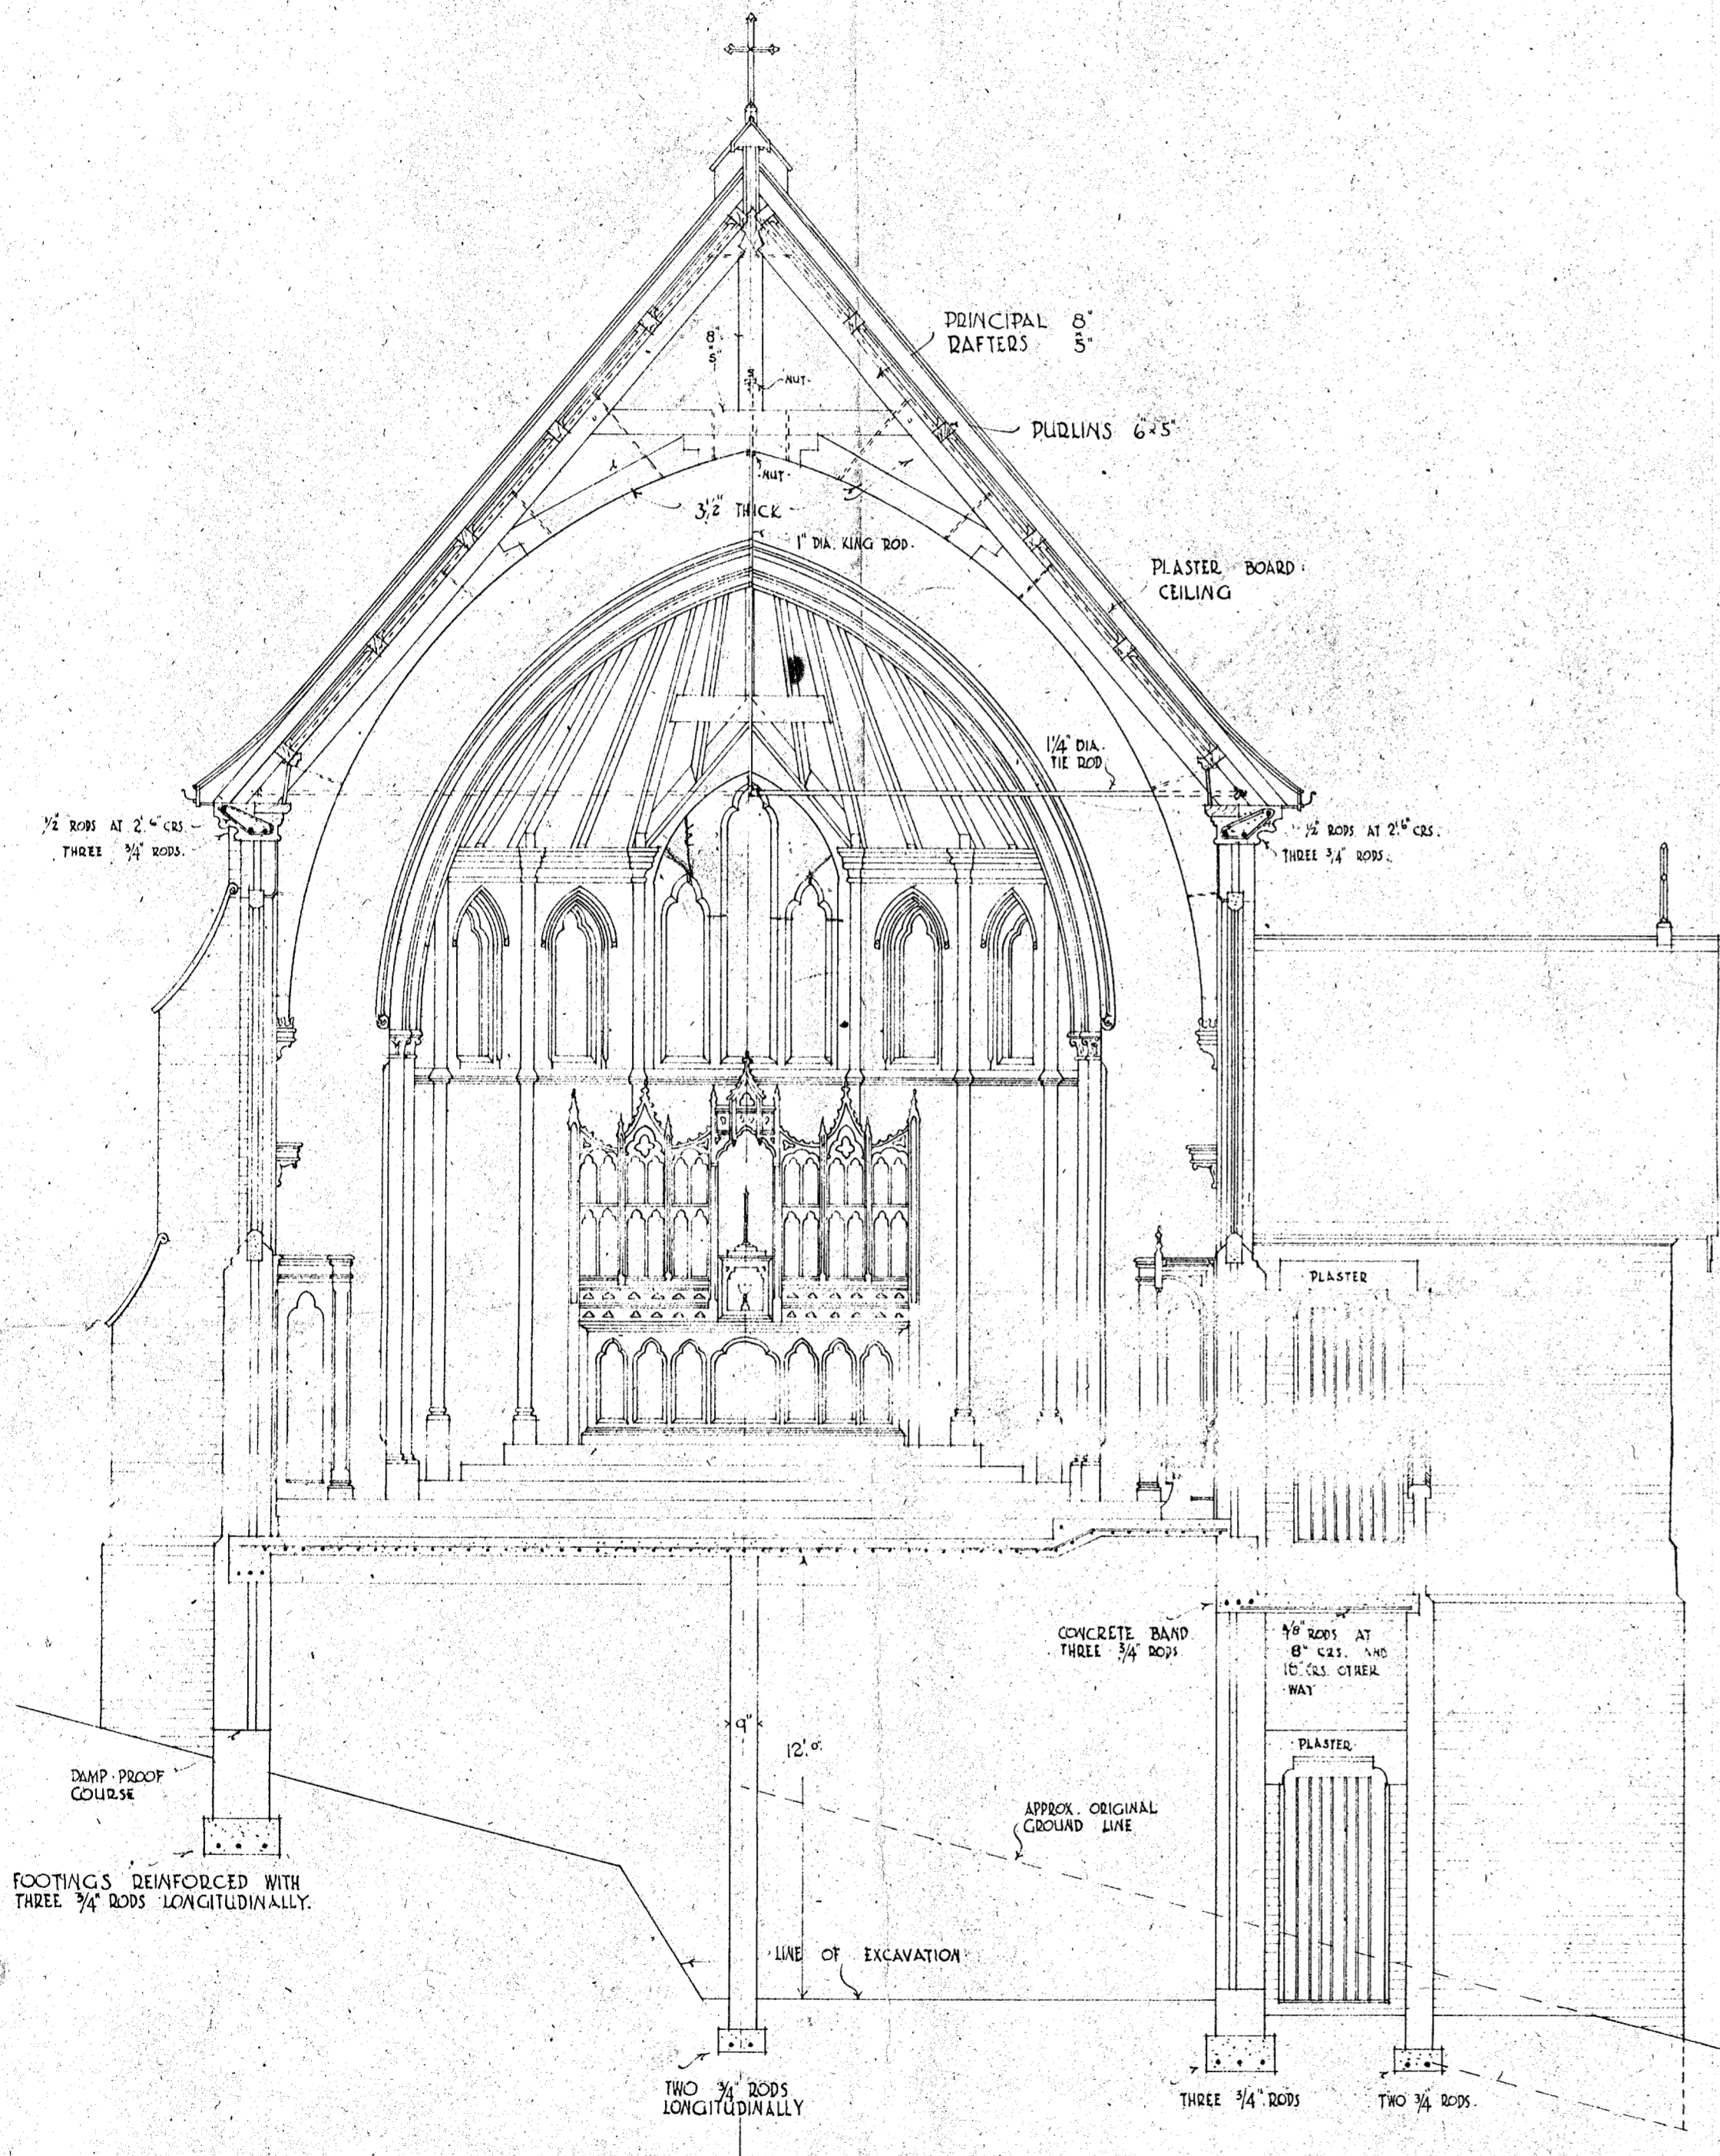 PRINCIPAL 8"
RAFTERS × 5"
8"
×
5"
NUT.
PURLINS 6"×5"
NUT.
3½" THICK
1" DIA. KING ROD.
PLASTER BOARD
CEILING
1¼" DIA.
TIE ROD
½" RODS AT 2'.6" CRS.
THREE ¾" RODS.
½" RODS AT 2'.6" CRS.
THREE ¾" RODS.
PLASTER
CONCRETE BAND
THREE ¾" RODS
RODS AT
8" CRS. AND
16" CRS. OTHER
WAY
9"
12'.0"
PLASTER
DAMP.PROOF
COURSE
APPROX. ORIGINAL
GROUND LINE
FOOTINGS REINFORCED WITH
THREE ¾" RODS LONGITUDINALLY.
LINE OF EXCAVATION
TWO ¾" RODS
LONGITUDINALLY
THREE ¾" RODS
TWO ¾ RODS.